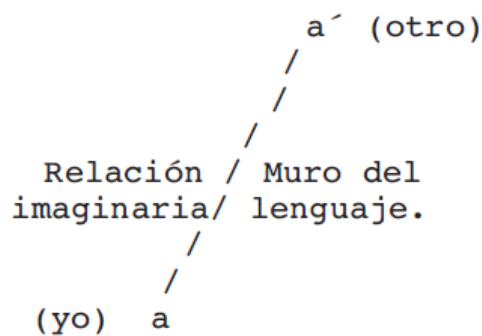 a´ (otro)
/
/
/
Relación / Muro del
imaginaria/ lenguaje.
/
/
(yo) a